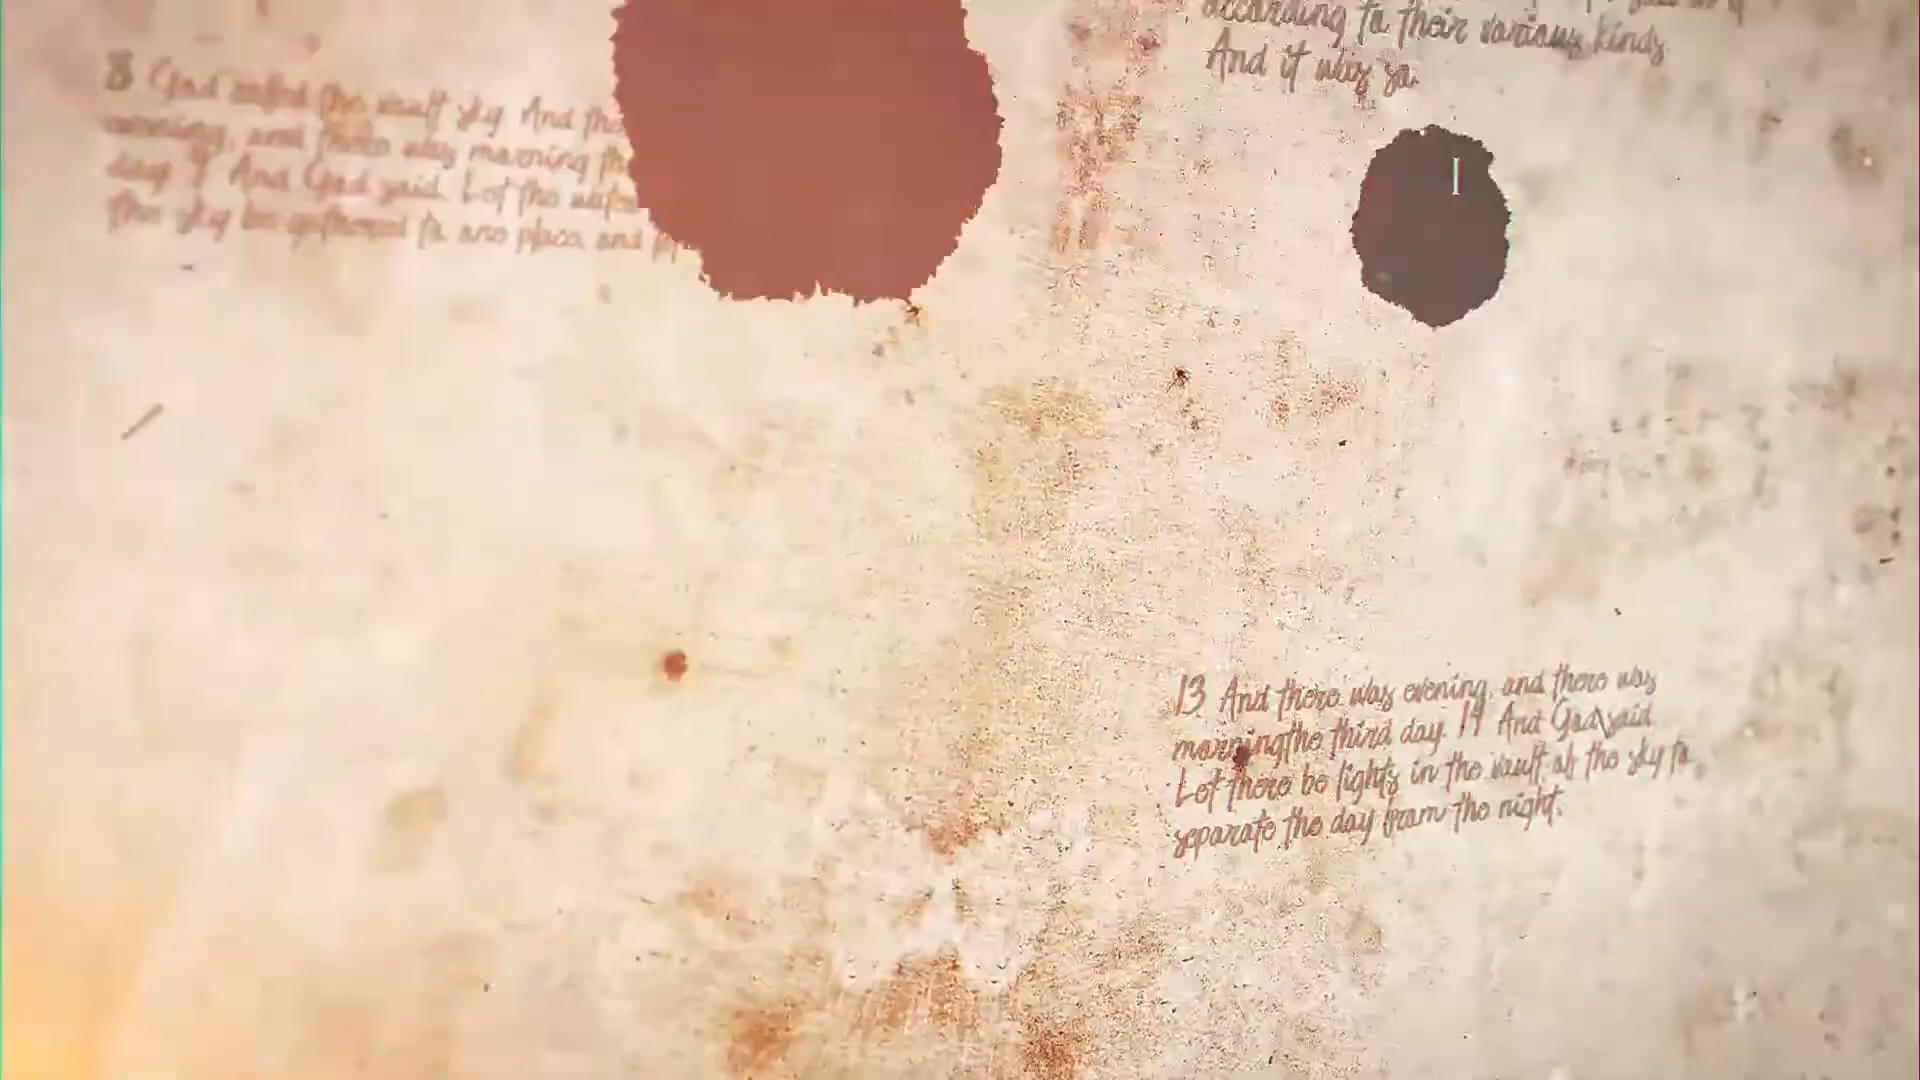 8 God called the vault sky. And the
evening, and there was morning the
day 9 And God said. Let the water
the sky be gathered to one place, and
according to their various kinds
And it was so.
I
13 And there was evening, and there was
morningthe third day. 14 And God said
Let there be lights in the vault of the sky to
separate the day from the night.